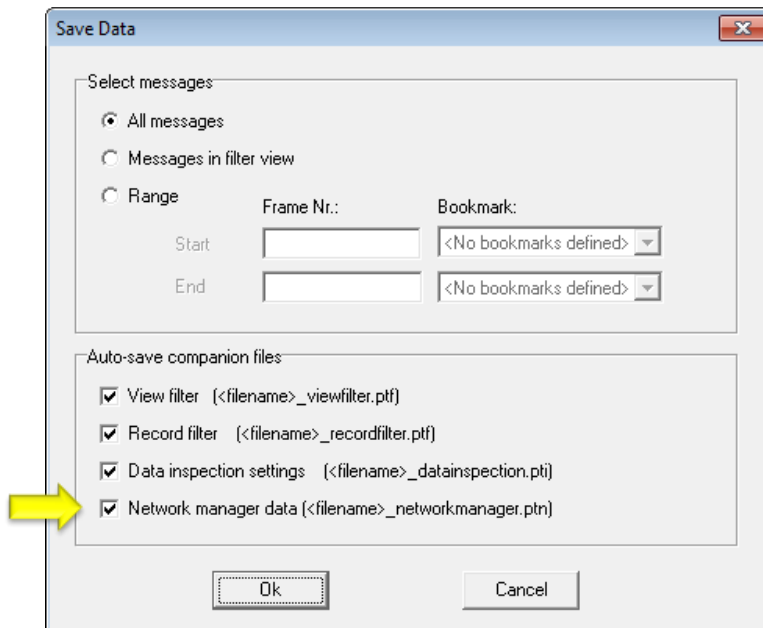 Save Data
Select messages
All messages
Messages in filter view
Range Frame Nr.: Bookmark:
Start <No bookmarks defined>
End <No bookmarks defined>
Auto-save companion files
View filter (<filename>_viewfilter.ptf)
Record filter (<filename>_recordfilter.ptf)
Data inspection settings (<filename>_datainspection.pti)
Network manager data (<filename>_networkmanager.ptn)
Ok Cancel